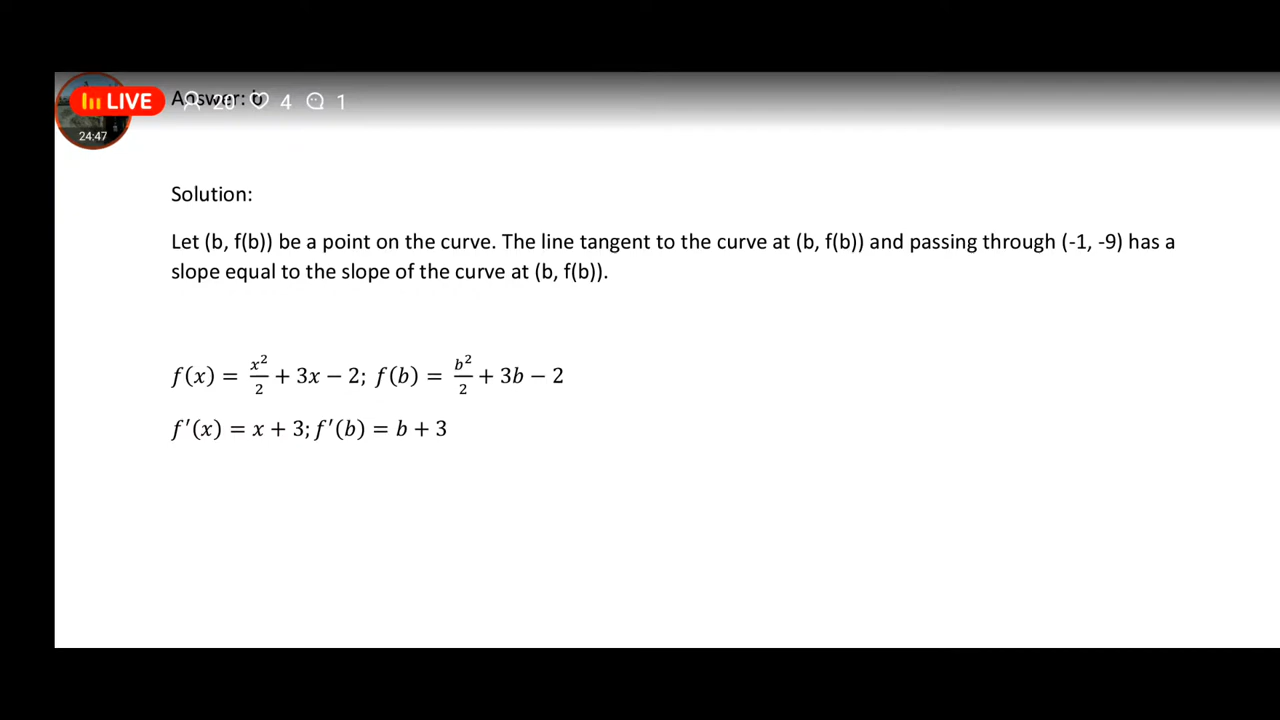 LIVE Answer: b 20 4 1
24:47
Solution:
Let (b, f(b)) be a point on the curve. The line tangent to the curve at (b, f(b)) and passing through (-1, -9) has a
slope equal to the slope of the curve at (b, f(b)).
f(x) = x²/2 + 3x − 2; f(b) = b²/2 + 3b − 2
f′(x) = x + 3; f′(b) = b + 3